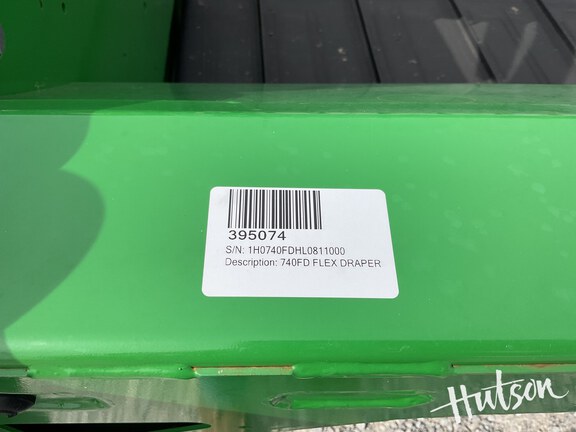 395074
S/N: 1H0740FDHL0811000
Description: 740FD FLEX DRAPER
Hutson